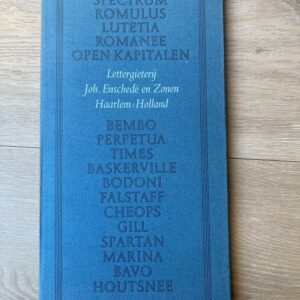 SPECTRUM
ROMULUS
LUTETIA
ROMANÉE
OPEN KAPITALEN
Lettergieterij
Joh. Enschedé en Zonen
Haarlem-Holland
BEMBO
PERPETUA
TIMES
BASKERVILLE
BODONI
FALSTAFF
CHEOPS
GILL
SPARTAN
MARINA
BAVO
HOUTSNEE